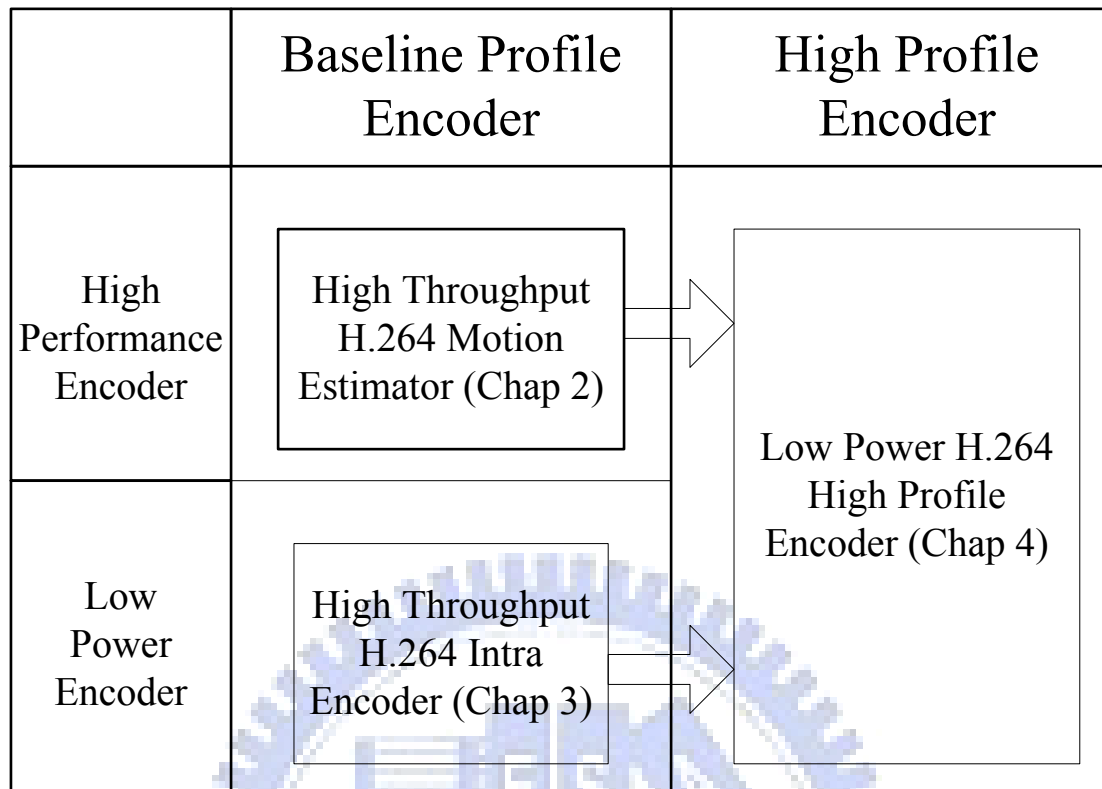 Baseline Profile
Encoder
High Profile
Encoder
High
Performance
Encoder
High Throughput
H.264 Motion
Estimator (Chap 2)
Low Power H.264
High Profile
Encoder (Chap 4)
Low
Power
Encoder
High Throughput
H.264 Intra
Encoder (Chap 3)